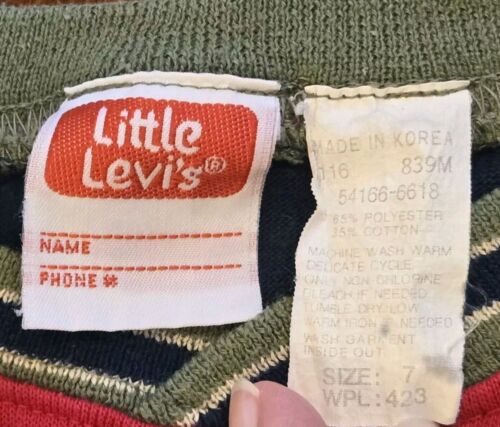 Little
Levi's®
NAME
PHONE #
MADE IN KOREA
116 839M
54166-6618
65% POLYESTER
35% COTTON
MACHINE WASH WARM
DELICATE CYCLE
ONLY NON-CHLORINE
BLEACH IF NEEDED
TUMBLE DRY LOW
WARM IRON IF NEEDED
WASH GARMENT
INSIDE OUT
SIZE: 7
WPL: 423